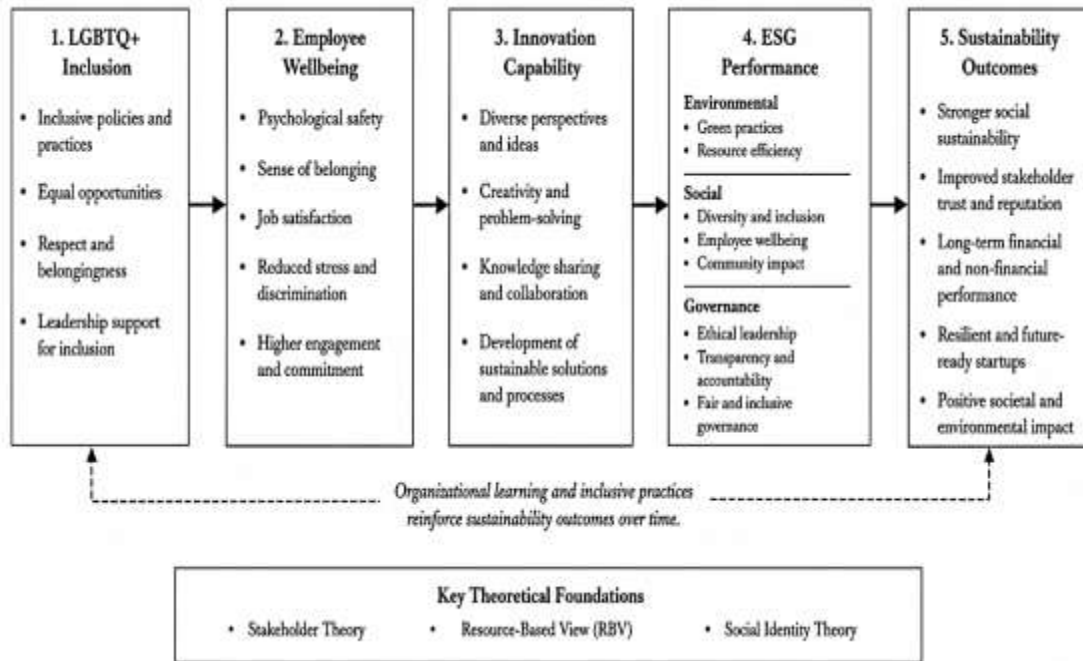 1. LGBTQ+
Inclusion
• Inclusive policies and
practices
• Equal opportunities
• Respect and
belongingness
• Leadership support
for inclusion
2. Employee
Wellbeing
• Psychological safety
• Sense of belonging
• Job satisfaction
• Reduced stress and
discrimination
• Higher engagement
and commitment
3. Innovation
Capability
• Diverse perspectives
and ideas
• Creativity and
problem-solving
• Knowledge sharing
and collaboration
• Development of
sustainable solutions
and processes
4. ESG
Performance
Environmental
• Green practices
• Resource efficiency
Social
• Diversity and inclusion
• Employee wellbeing
• Community impact
Governance
• Ethical leadership
• Transparency and
accountability
• Fair and inclusive
governance
5. Sustainability
Outcomes
• Stronger social
sustainability
• Improved stakeholder
trust and reputation
• Long-term financial
and non-financial
performance
• Resilient and future-
ready startups
• Positive societal and
environmental impact
Organizational learning and inclusive practices
reinforce sustainability outcomes over time.
Key Theoretical Foundations
• Stakeholder Theory • Resource-Based View (RBV) • Social Identity Theory